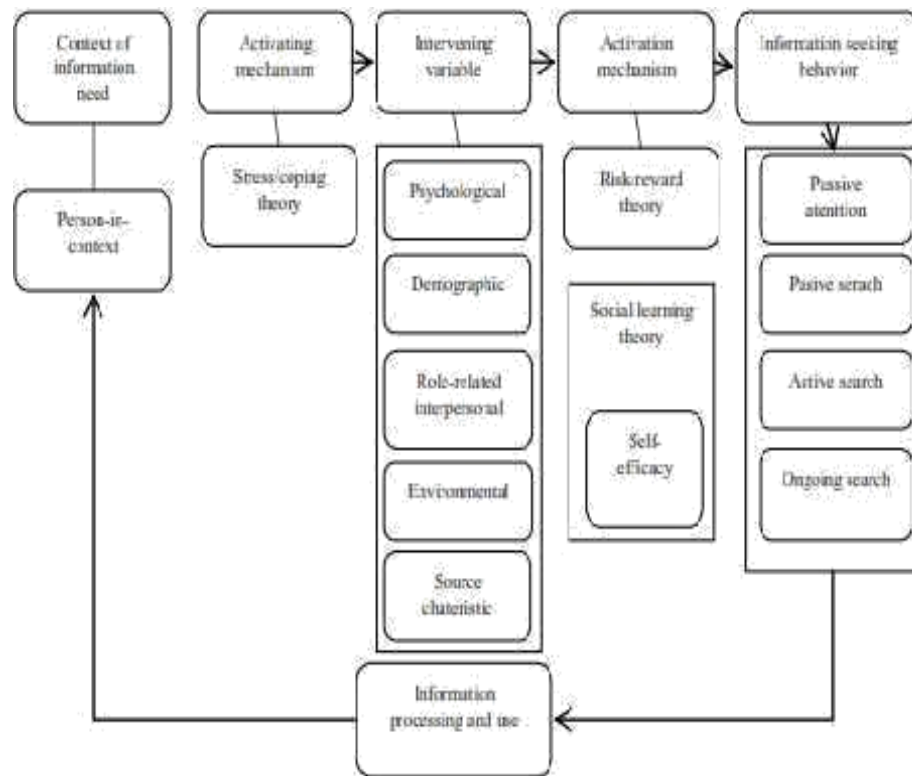 Context of
information
need
Activating
mechanism
Intervening
variable
Activation
mechanism
Information seeking
behavior
Person-in-
context
Stress/coping
theory
Psychological
Demographic
Role-related
interpersonal
Environmental
Source
chateristic
Risk/reward
theory
Social learning
theory
Self-
efficacy
Passive
atention
Pasive serach
Active search
Ongoing search
Information
processing and use